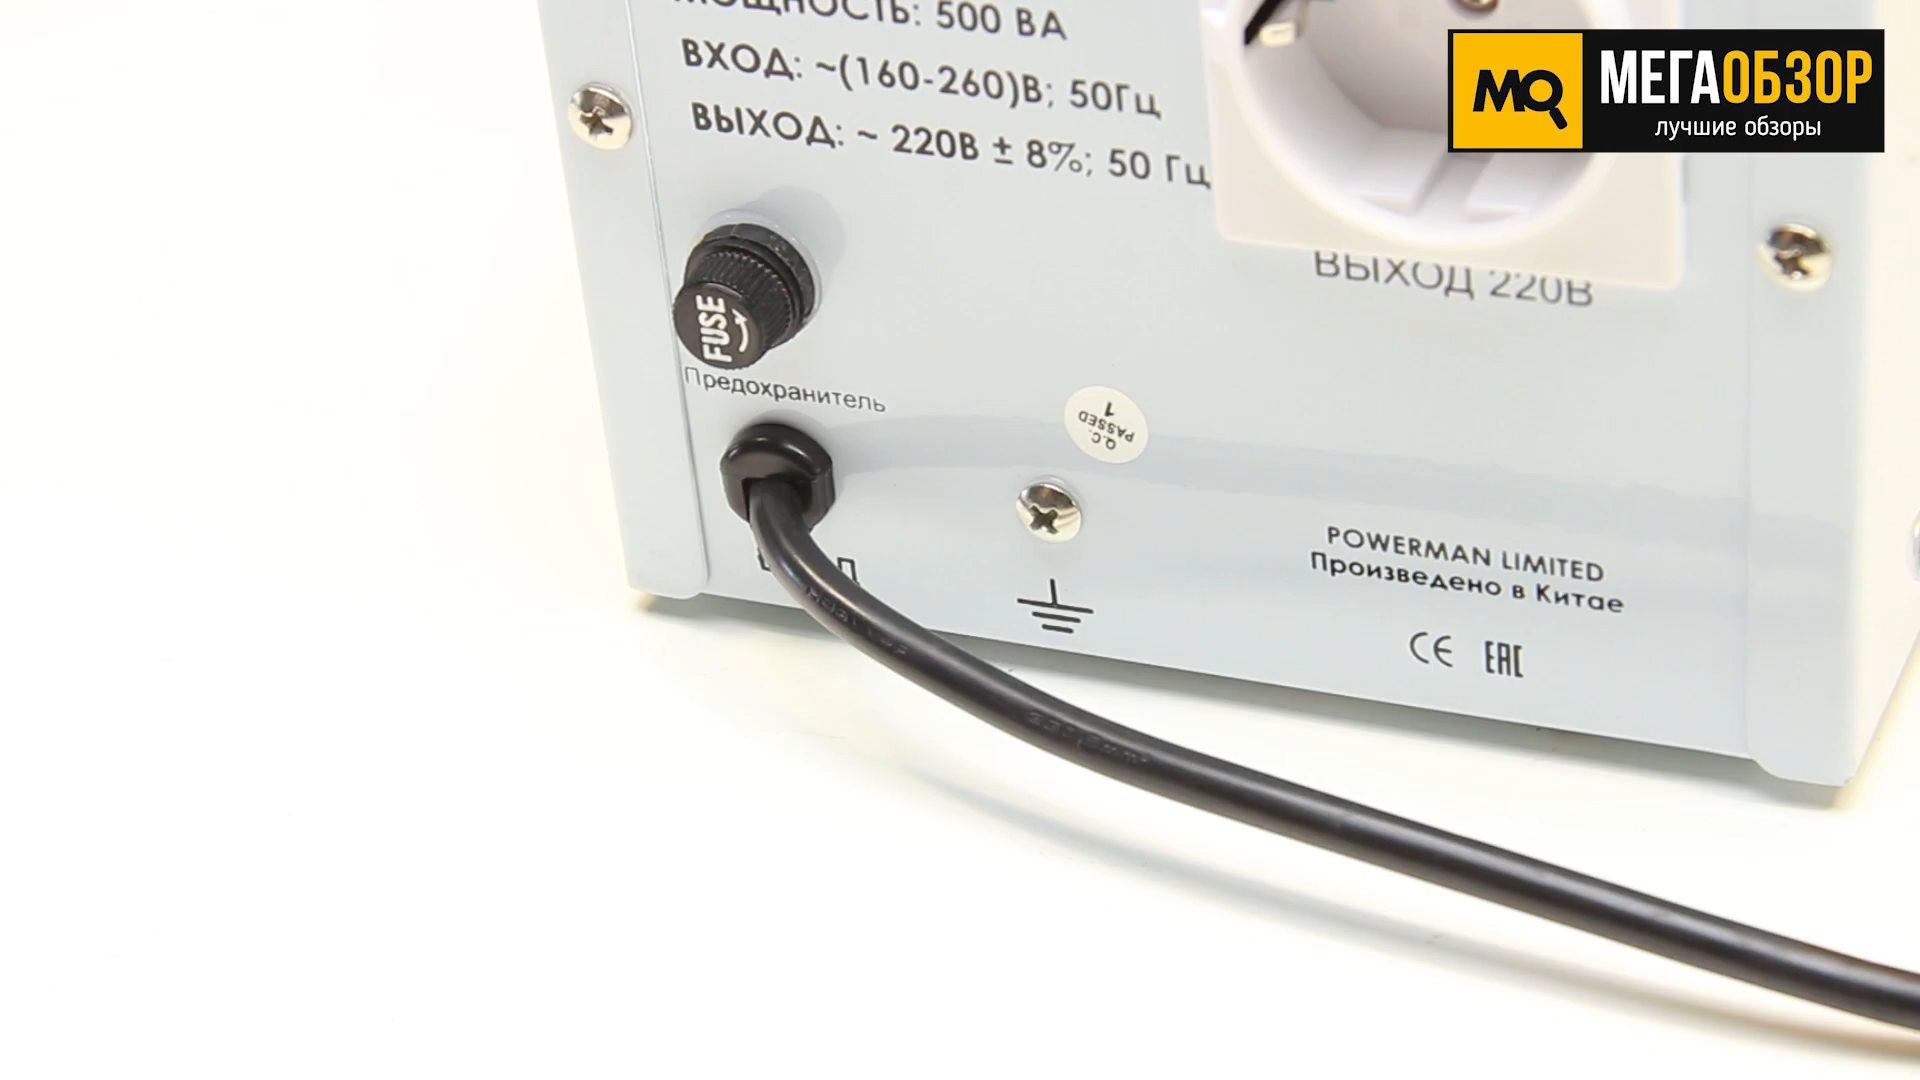 МОЩНОСТЬ: 500 ВА
ВХОД: ~(160-260)В; 50Гц
ВЫХОД: ~ 220В ± 8%; 50 Гц
MQ
МЕГАОБЗОР
лучшие обзоры
ВЫХОД 220В
FUSE
Предохранитель
Q.C.
PASSED
1
POWERMAN LIMITED
Произведено в Китае
CE EAC